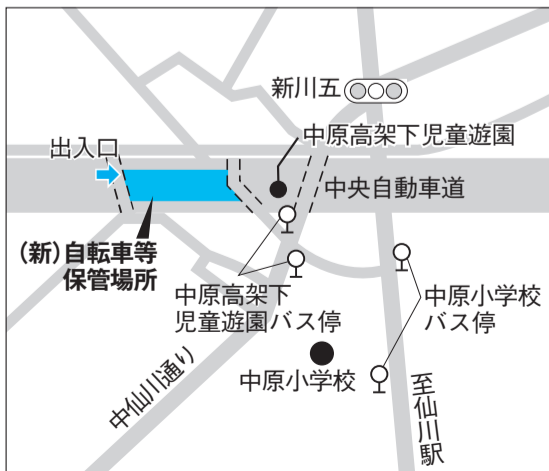 新川五
中原高架下児童遊園
出入口
中央自動車道
(新)自転車等
保管場所
中原高架下
児童遊園バス停
中原小学校
バス停
中原小学校
中仙川通り
至仙川駅